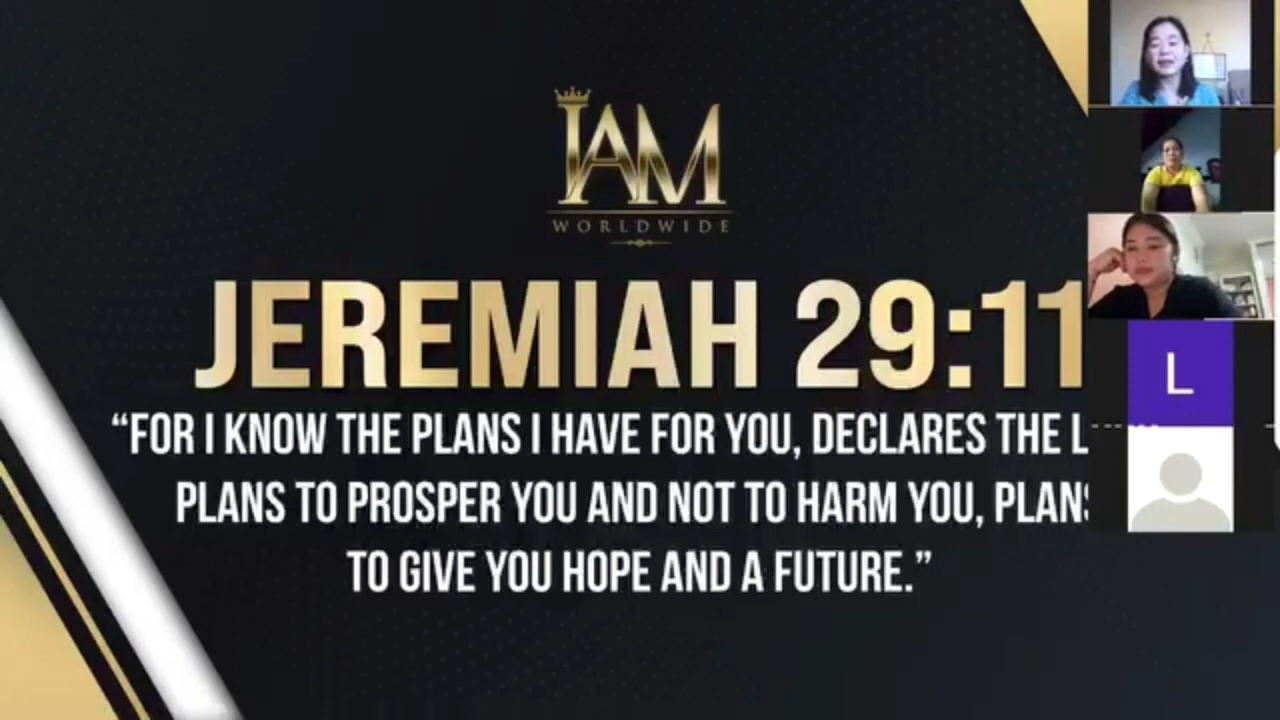 IAM
WORLDWIDE
JEREMIAH 29:11
“FOR I KNOW THE PLANS I HAVE FOR YOU, DECLARES THE L
PLANS TO PROSPER YOU AND NOT TO HARM YOU, PLANS
TO GIVE YOU HOPE AND A FUTURE.”
L